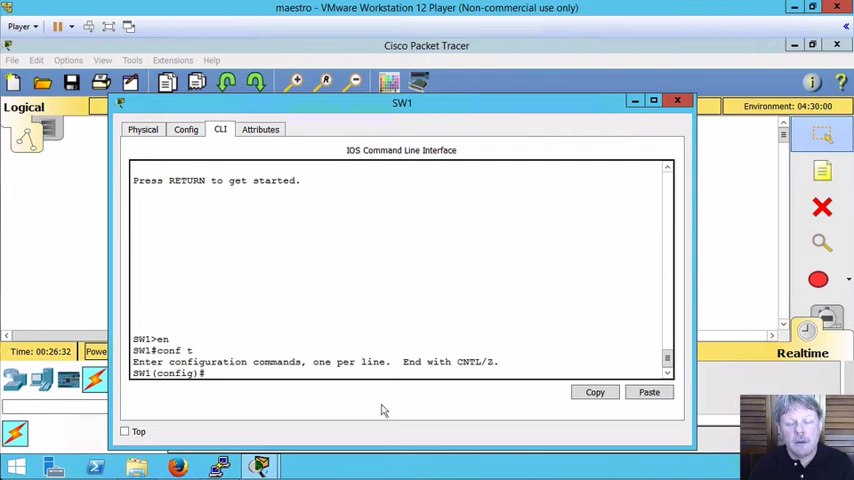 maestro - VMware Workstation 12 Player (Non-commercial use only)
Player
Cisco Packet Tracer
File Edit Options View Tools Extensions Help
Logical
SW1
Environment: 04:30:00
Physical Config CLI Attributes
IOS Command Line Interface
Press RETURN to get started.
SW1>en
SW1#conf t
Enter configuration commands, one per line. End with CNTL/Z.
SW1(config)#
Copy Paste
Top
Time: 00:26:32
Realtime